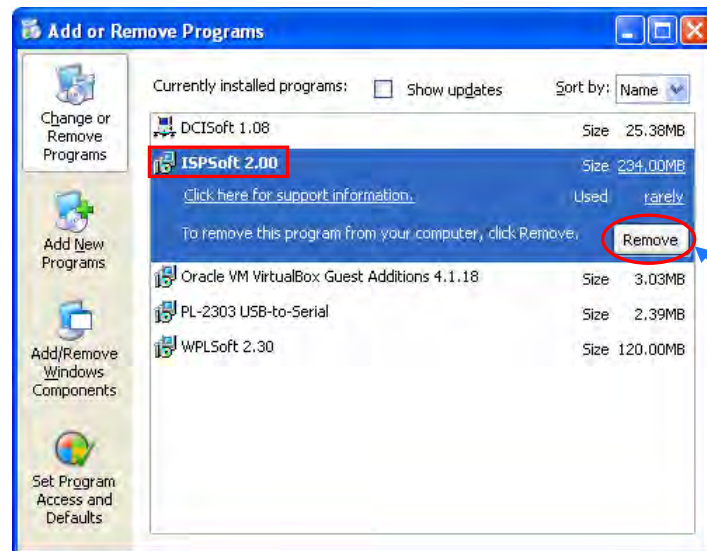 Add or Remove Programs
Change or
Remove
Programs
Currently installed programs:
Show updates
Sort by: Name
DCISoft 1.08
Size 25.38MB
ISPSoft 2.00
Size 234.00MB
Click here for support information.
Used rarely
To remove this program from your computer, click Remove.
Remove
Add New
Programs
Oracle VM VirtualBox Guest Additions 4.1.18
Size 3.03MB
PL-2303 USB-to-Serial
Size 2.39MB
WPLSoft 2.30
Size 120.00MB
Add/Remove
Windows
Components
Set Program
Access and
Defaults